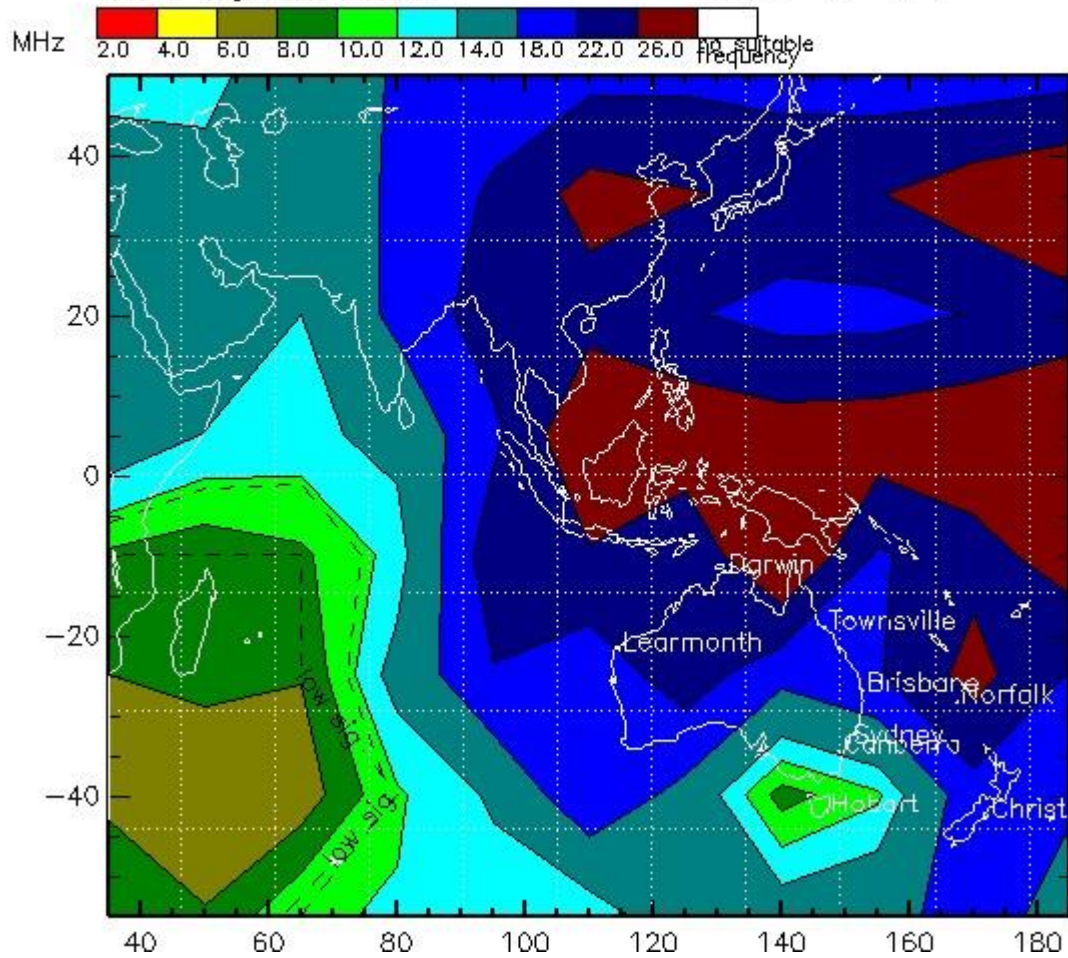 MHz
2.0 4.0 6.0 8.0 10.0 12.0 14.0 18.0 22.0 26.0 no suitable
frequency
40
20
0
−20
−40
Darwin
Townsville
Learmonth
Brisbane
Norfalk
Sydney
Canberra
Hobart
Christ
low sig
low sig
40 60 80 100 120 140 160 180